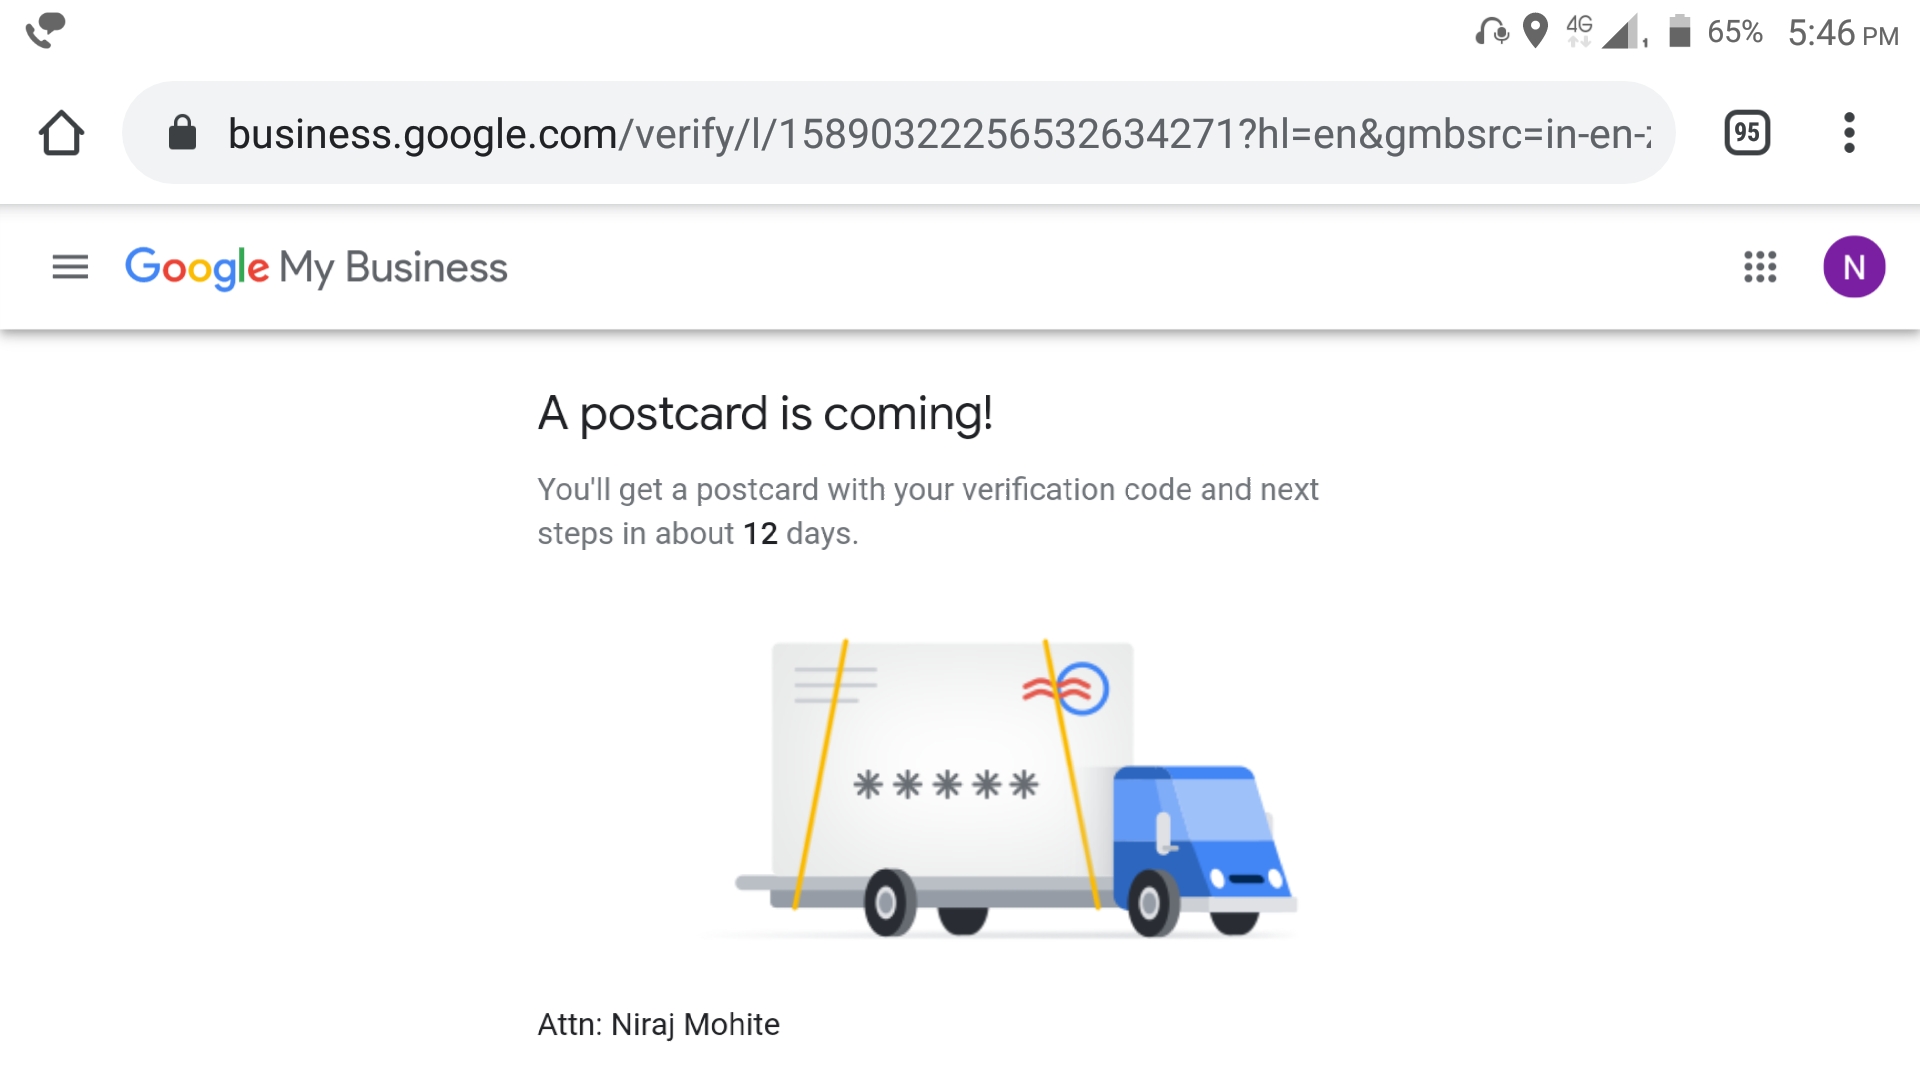 4G 1 65% 5:46 PM
business.google.com/verify/l/15890322256532634271?hl=en&gmbsrc=in-en-
95
Google My Business
N
A postcard is coming!
You'll get a postcard with your verification code and next
steps in about 12 days.
*****
Attn: Niraj Mohite